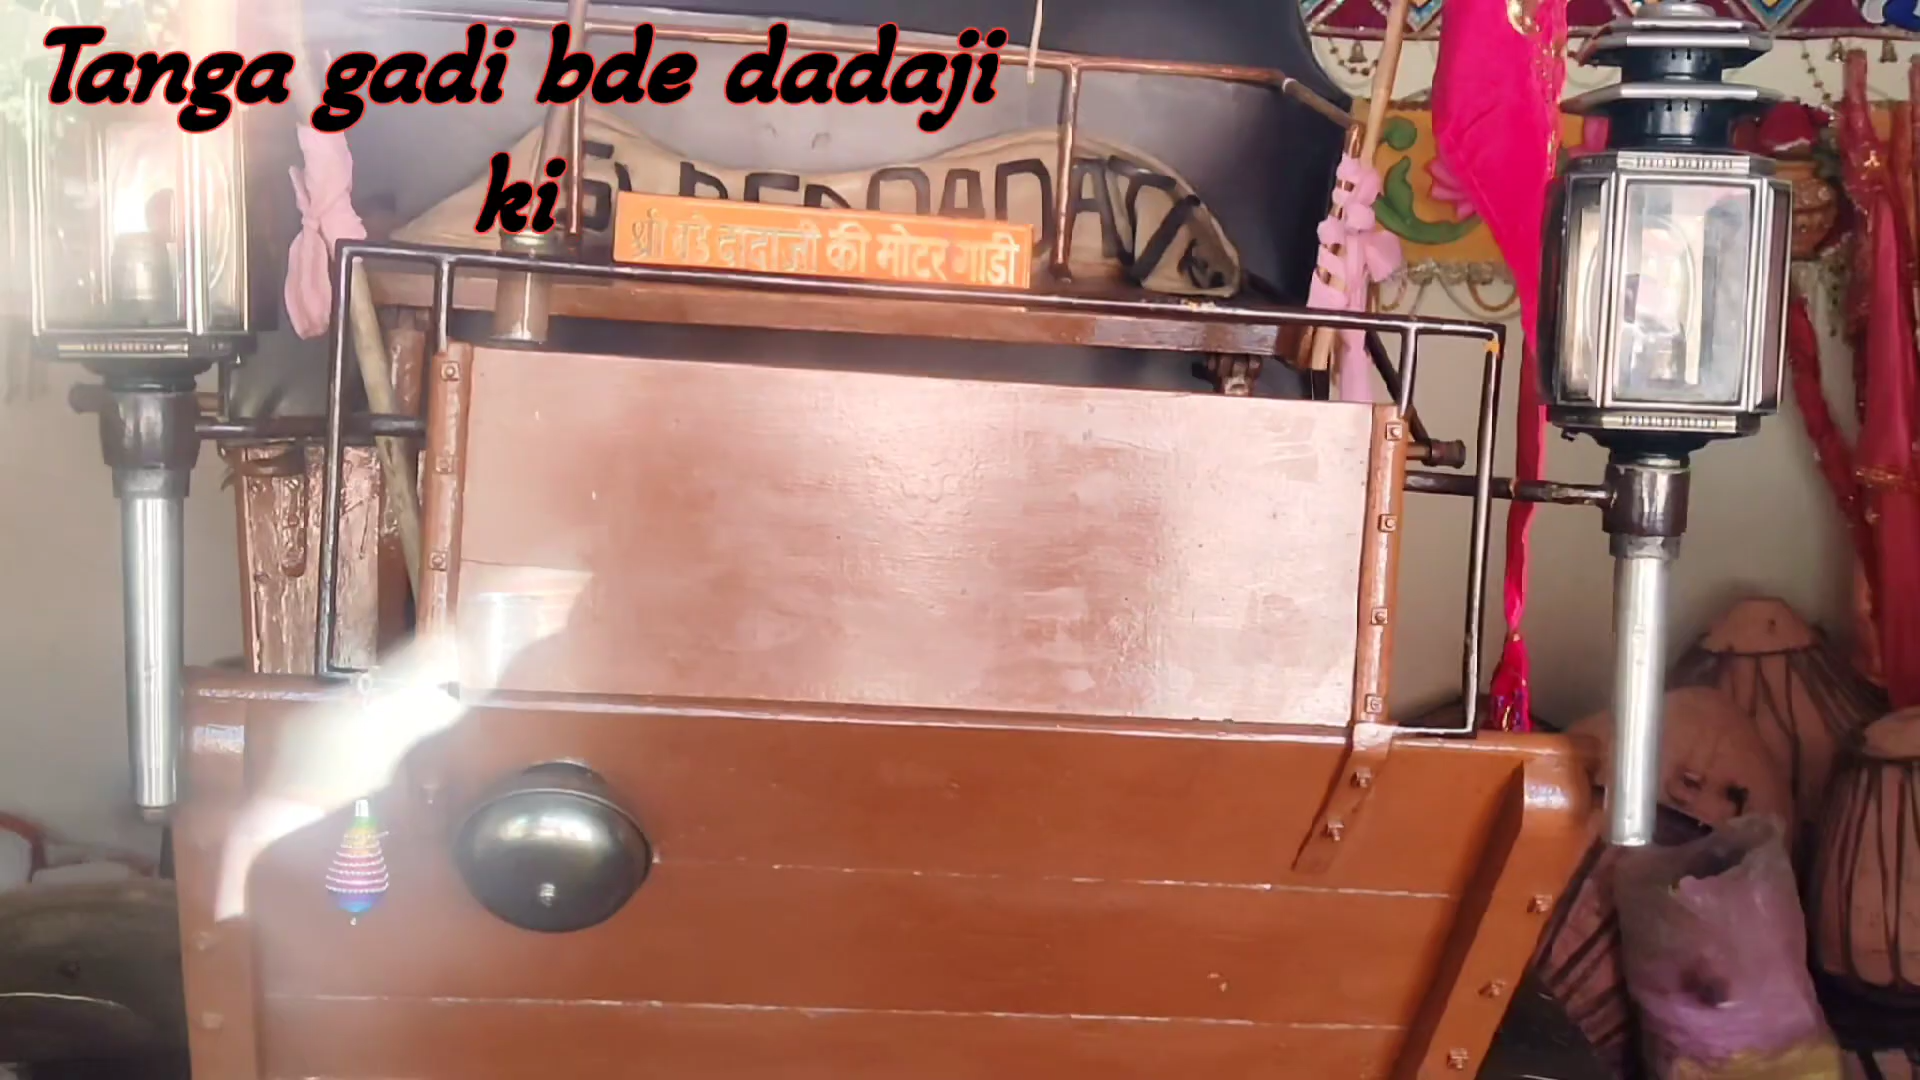 Tanga gadi bde dadaji
ki
श्री बडे दादाजी की मोटर गाडी